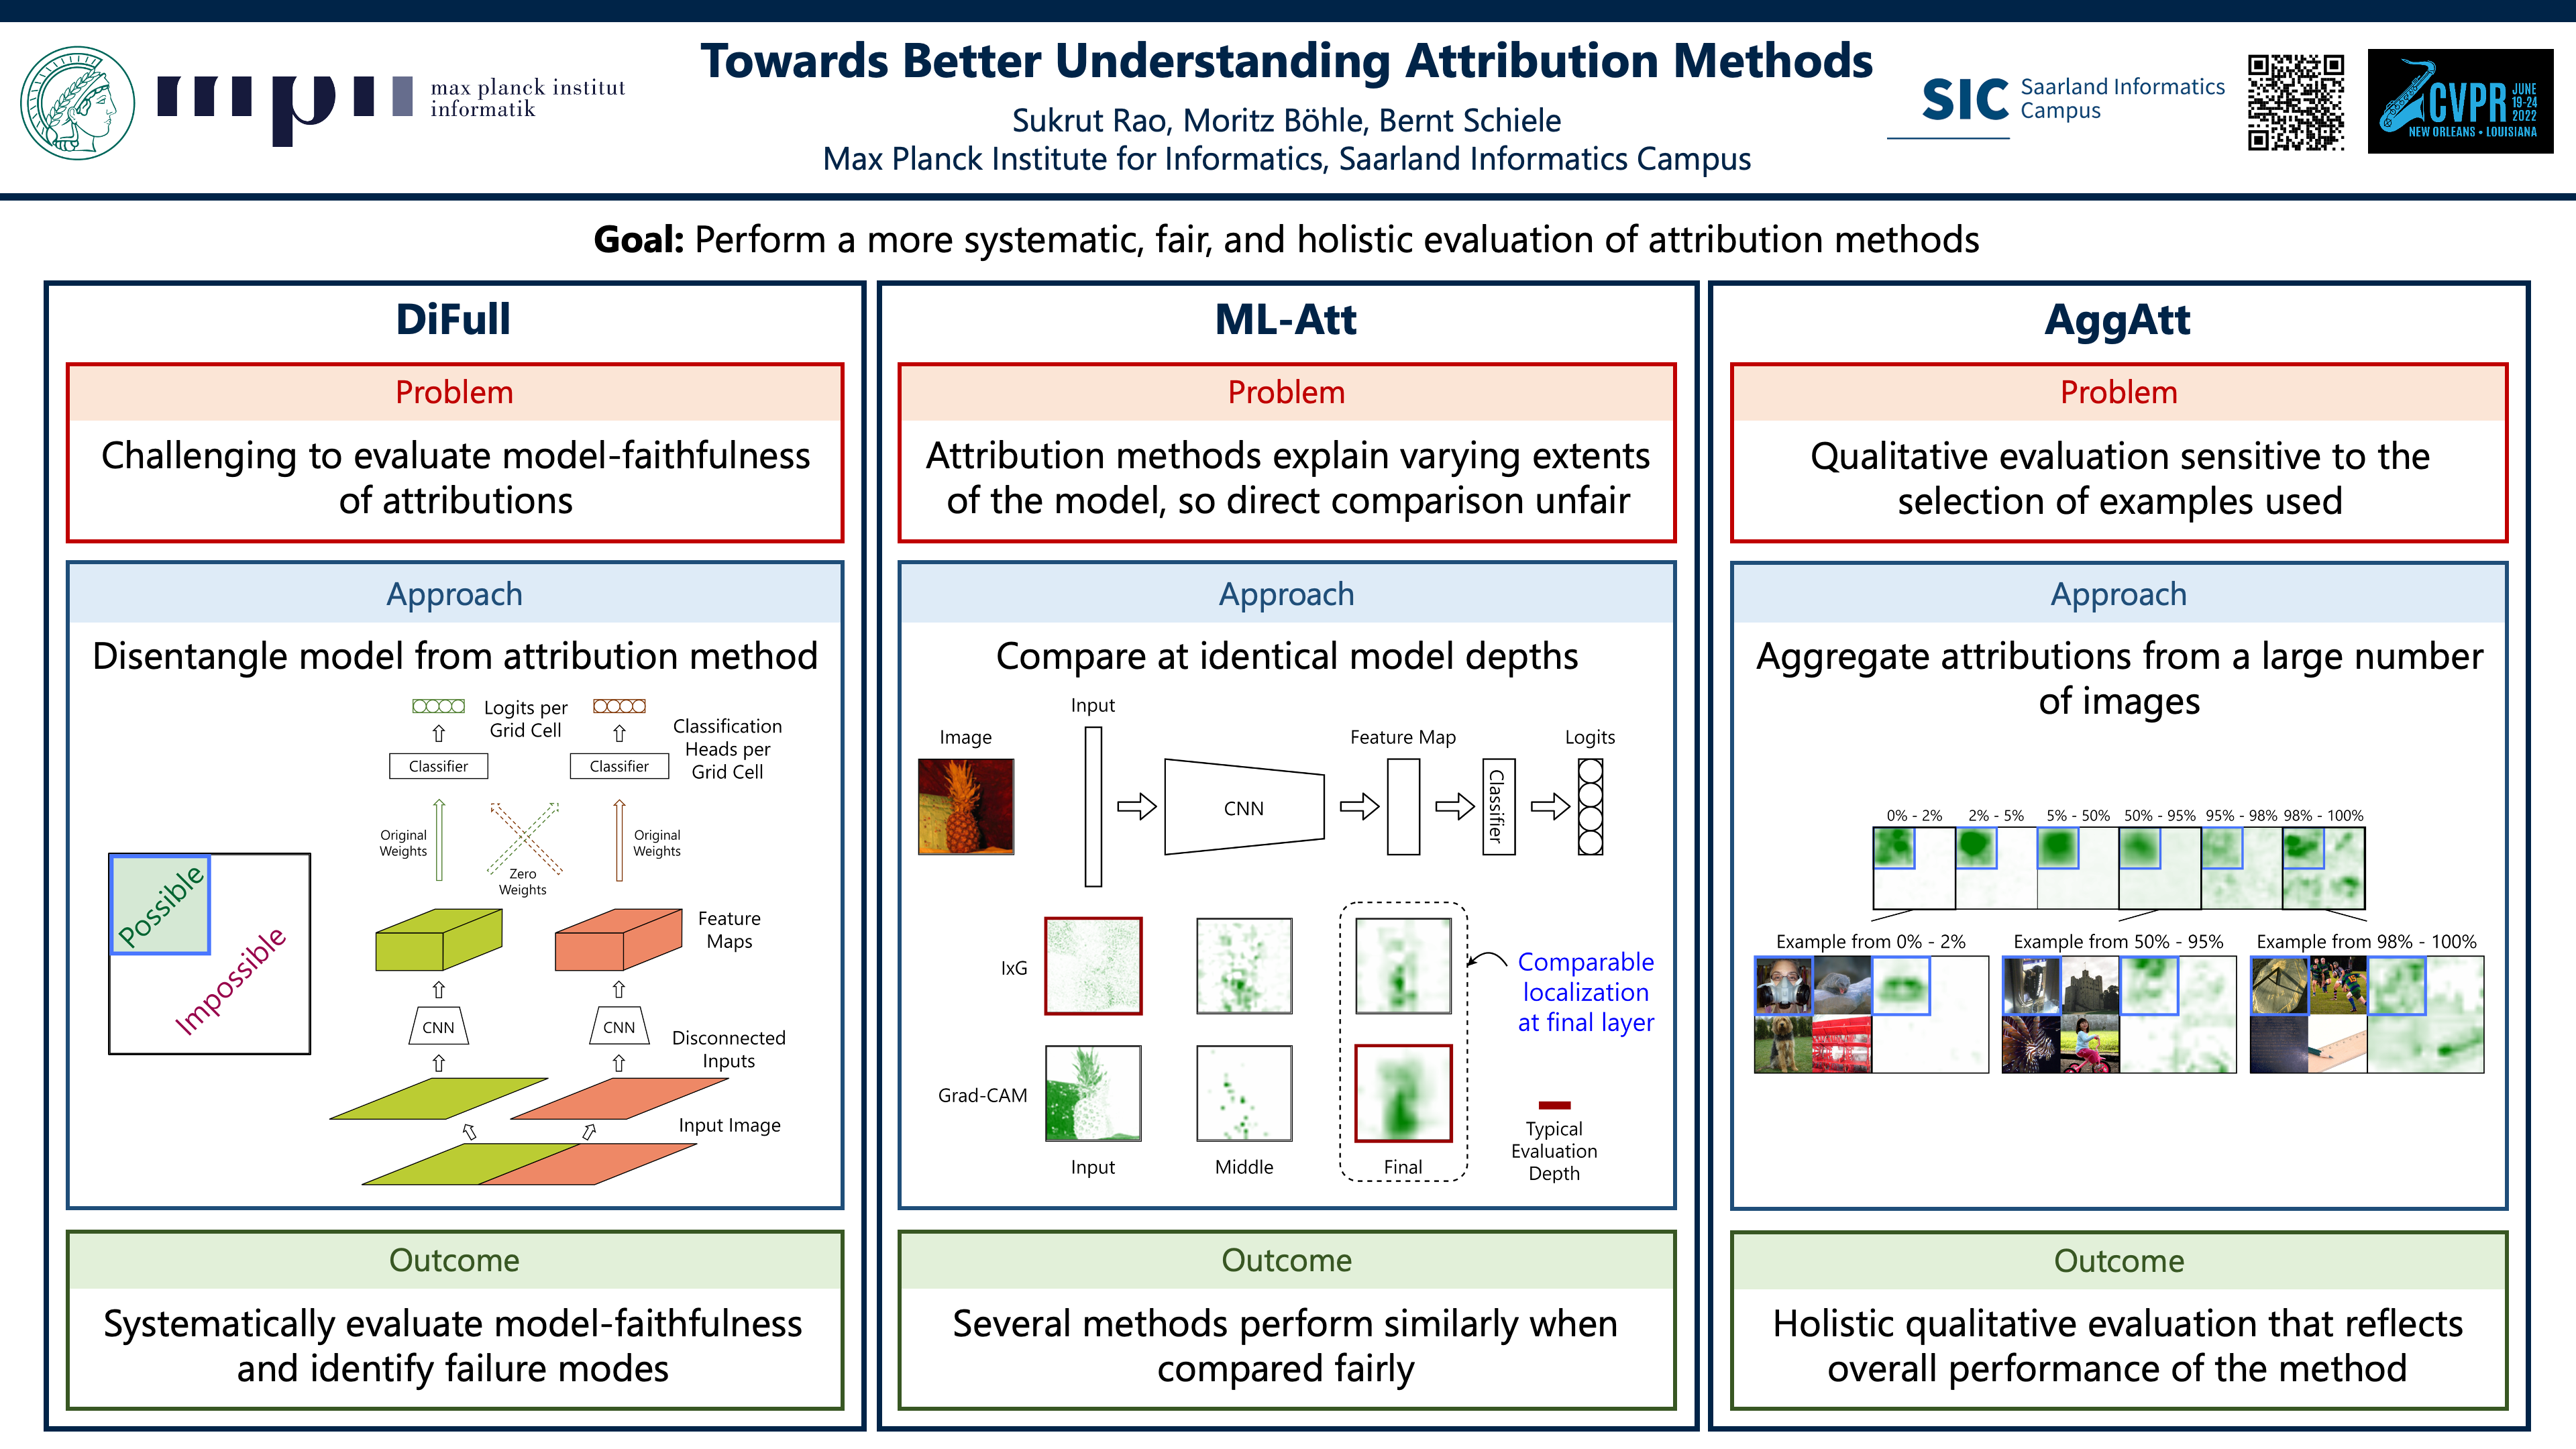 max planck institut
informatik
Towards Better Understanding Attribution Methods
Sukrut Rao, Moritz Böhle, Bernt Schiele
Max Planck Institute for Informatics, Saarland Informatics Campus
SIC Saarland Informatics
Campus
CVPR JUNE
19-24
2022
NEW ORLEANS • LOUISIANA
Goal: Perform a more systematic, fair, and holistic evaluation of attribution methods
DiFull
Problem
Challenging to evaluate model-faithfulness
of attributions
Approach
Disentangle model from attribution method
Logits per
Grid Cell
Classification
Heads per
Grid Cell
Classifier
Classifier
Original
Weights
Original
Weights
Zero
Weights
Possible
Impossible
Feature
Maps
CNN
CNN
Disconnected
Inputs
Input Image
Outcome
Systematically evaluate model-faithfulness
and identify failure modes
ML-Att
Problem
Attribution methods explain varying extents
of the model, so direct comparison unfair
Approach
Compare at identical model depths
Input
Image
Feature Map
Logits
CNN
Classifier
IxG
Comparable
localization
at final layer
Grad-CAM
Typical
Evaluation
Depth
Input
Middle
Final
Outcome
Several methods perform similarly when
compared fairly
AggAtt
Problem
Qualitative evaluation sensitive to the
selection of examples used
Approach
Aggregate attributions from a large number
of images
0% - 2% 2% - 5% 5% - 50% 50% - 95% 95% - 98% 98% - 100%
Example from 0% - 2%
Example from 50% - 95%
Example from 98% - 100%
Outcome
Holistic qualitative evaluation that reflects
overall performance of the method